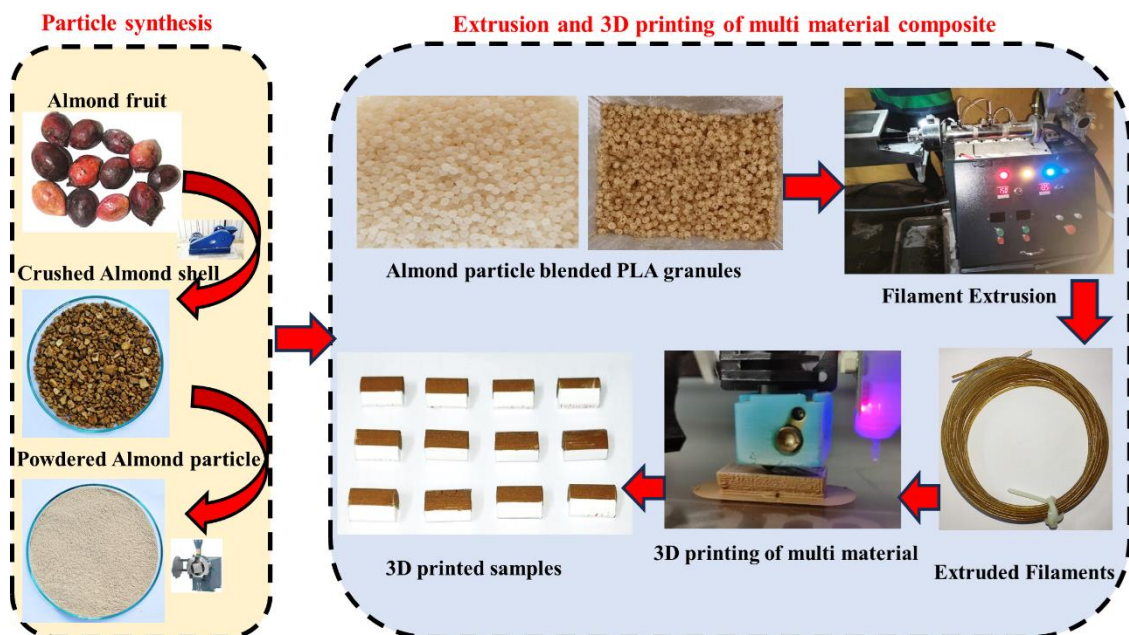 Particle synthesis
Extrusion and 3D printing of multi material composite
Almond fruit
Crushed Almond shell
Powdered Almond particle
Almond particle blended PLA granules
Filament Extrusion
Extruded Filaments
3D printing of multi material
3D printed samples